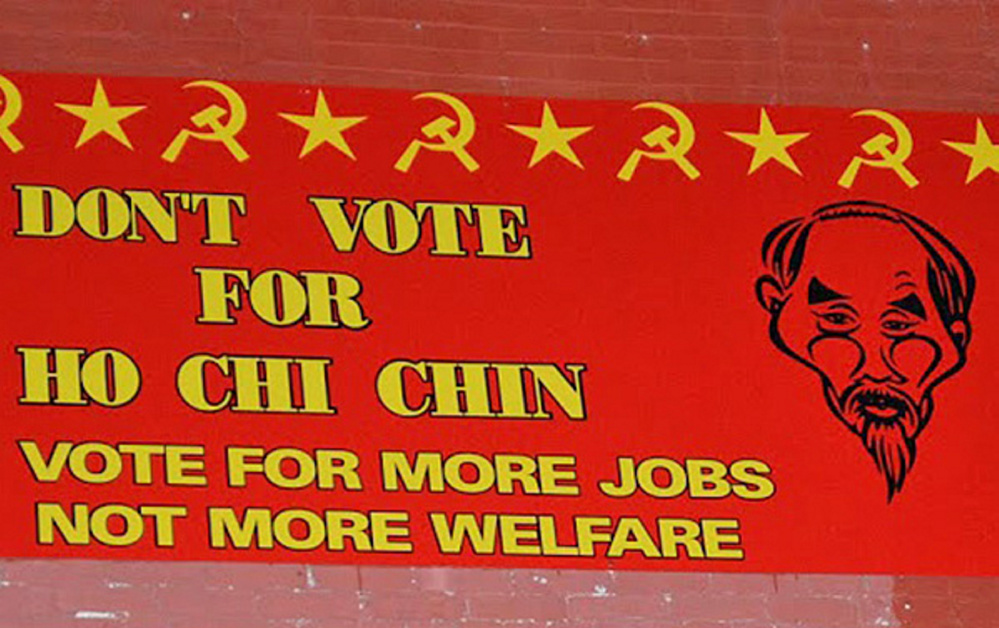 DON'T VOTE
FOR
HO CHI CHIN
VOTE FOR MORE JOBS
NOT MORE WELFARE